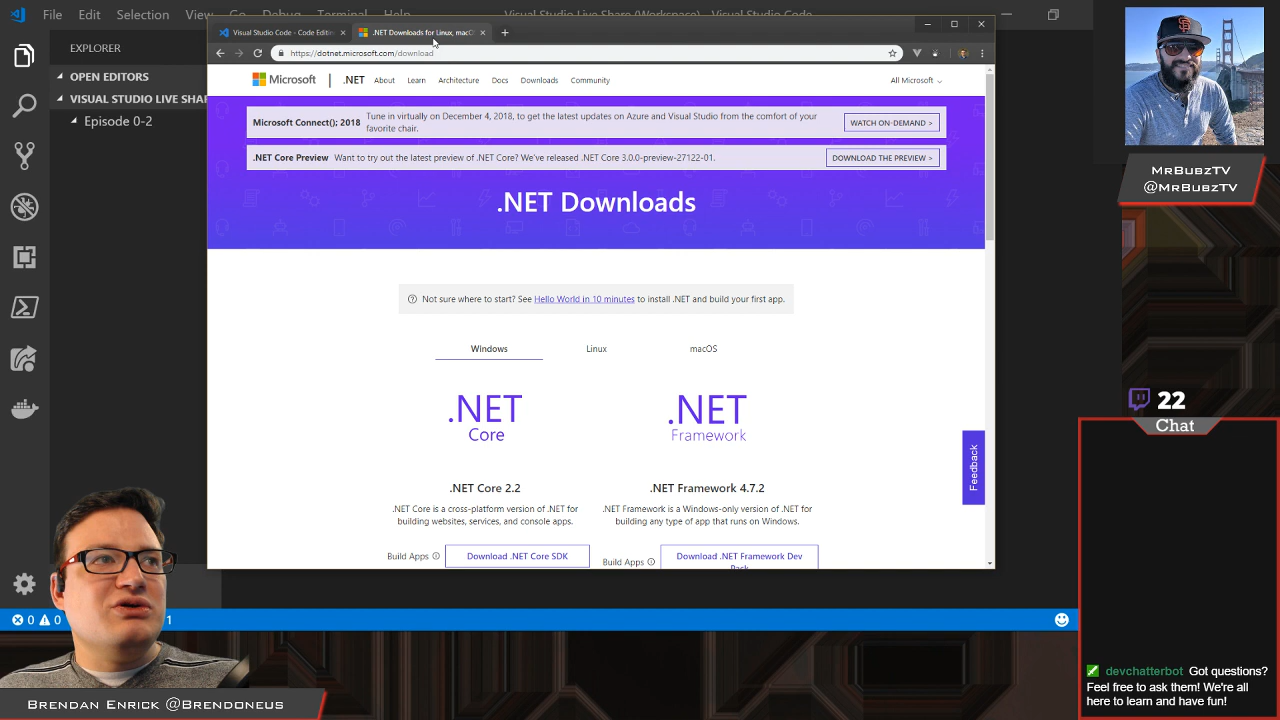 File Edit Selection View Go Debug Terminal Help
Visual Studio Live Share (Workspace) - Visual Studio Code
EXPLORER
OPEN EDITORS
VISUAL STUDIO LIVE SHA
Episode 0-2
Visual Studio Code - Code Editin
.NET Downloads for Linux, macO
https://dotnet.microsoft.com/download
Microsoft
.NET
About
Learn
Architecture
Docs
Downloads
Community
All Microsoft
Microsoft Connect(); 2018
Tune in virtually on December 4, 2018, to get the latest updates on Azure and Visual Studio from the comfort of your
favorite chair.
WATCH ON-DEMAND >
.NET Core Preview
Want to try out the latest preview of .NET Core? We've released .NET Core 3.0.0-preview-27122-01.
DOWNLOAD THE PREVIEW >
.NET Downloads
Not sure where to start? See Hello World in 10 minutes to install .NET and build your first app.
Windows
Linux
macOS
.NET
Core
.NET
Framework
.NET Core 2.2
.NET Framework 4.7.2
.NET Core is a cross-platform version of .NET for
building websites, services, and console apps.
.NET Framework is a Windows-only version of .NET for
building any type of app that runs on Windows.
Build Apps
Download .NET Core SDK
Build Apps
Download .NET Framework Dev
Pack
Feedback
0 0
1
MrBubzTV
@MrBubzTV
22
Chat
devchatterbot Got questions?
Feel free to ask them! We're all
here to learn and have fun!
Brendan Enrick @Brendoneus